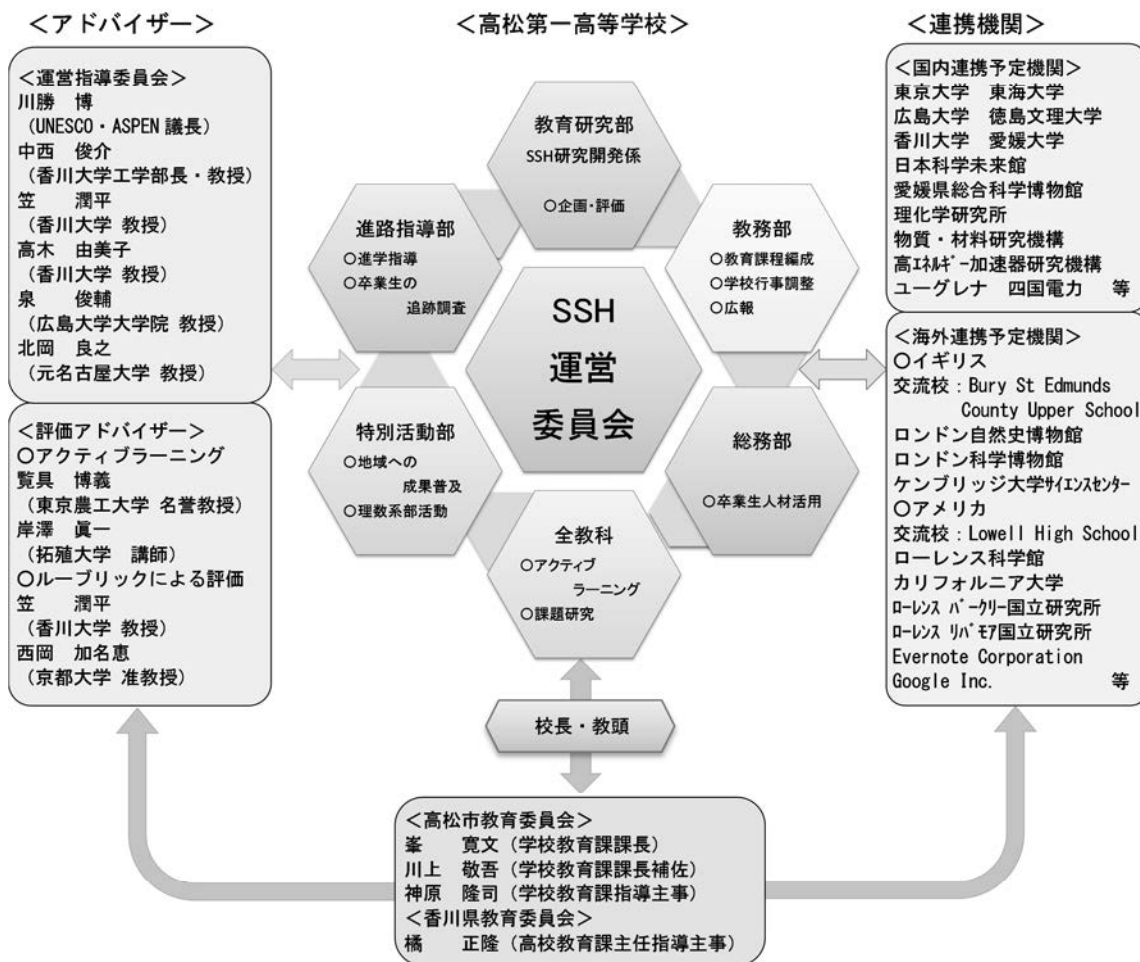 ＜アドバイザー＞
＜運営指導委員会＞
川勝　博
（UNESCO・ASPEN 議長）
中西　俊介
（香川大学工学部長・教授）
笠　　潤平
（香川大学 教授）
高木　由美子
（香川大学 教授）
泉　　俊輔
（広島大学大学院 教授）
北岡　良之
（元名古屋大学 教授）
＜評価アドバイザー＞
○アクティブラーニング
覧具　博義
（東京農工大学 名誉教授）
岸澤　眞一
（拓殖大学　講師）
○ルーブリックによる評価
笠　　潤平
（香川大学 教授）
西岡　加名恵
（京都大学 准教授）
＜高松第一高等学校＞
教育研究部
SSH研究開発係
○企画・評価
進路指導部
○進学指導
○卒業生の
追跡調査
教務部
○教育課程編成
○学校行事調整
○広報
SSH
運営
委員会
特別活動部
○地域への
成果普及
○理数系部活動
総務部
○卒業生人材活用
全教科
○アクティブ
ラーニング
○課題研究
校長・教頭
＜高松市教育委員会＞
峯　　寛文（学校教育課課長）
川上　敬吾（学校教育課課長補佐）
神原　隆司（学校教育課指導主事）
＜香川県教育委員会＞
橘　　正隆（高校教育課主任指導主事）
＜連携機関＞
＜国内連携予定機関＞
東京大学　東海大学
広島大学　徳島文理大学
香川大学　愛媛大学
日本科学未来館
愛媛県総合科学博物館
理化学研究所
物質・材料研究機構
高ｴﾈﾙｷﾞｰ加速器研究機構
ユーグレナ　四国電力　等
＜海外連携予定機関＞
○イギリス
交流校：Bury St Edmunds
County Upper School
ロンドン自然史博物館
ロンドン科学博物館
ケンブリッジ大学ｻｲｴﾝｽｾﾝﾀｰ
○アメリカ
交流校：Lowell High School
ローレンス科学館
カリフォルニア大学
ﾛｰﾚﾝｽ ﾊﾞｰｸﾘｰ国立研究所
ﾛｰﾚﾝｽ ﾘﾊﾞﾓｱ国立研究所
Evernote Corporation
Google Inc.　等